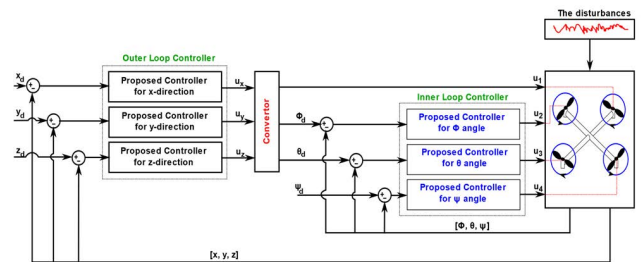 The disturbances
Outer Loop Controller
x_d
Proposed Controller
for x-direction
u_x
u_1
y_d
Proposed Controller
for y-direction
u_y
z_d
Proposed Controller
for z-direction
u_z
Convertor
Inner Loop Controller
Φ_d
Proposed Controller
for Φ angle
u_2
θ_d
Proposed Controller
for θ angle
u_3
ψ_d
Proposed Controller
for ψ angle
u_4
[Φ, θ, ψ]
[x, y, z]